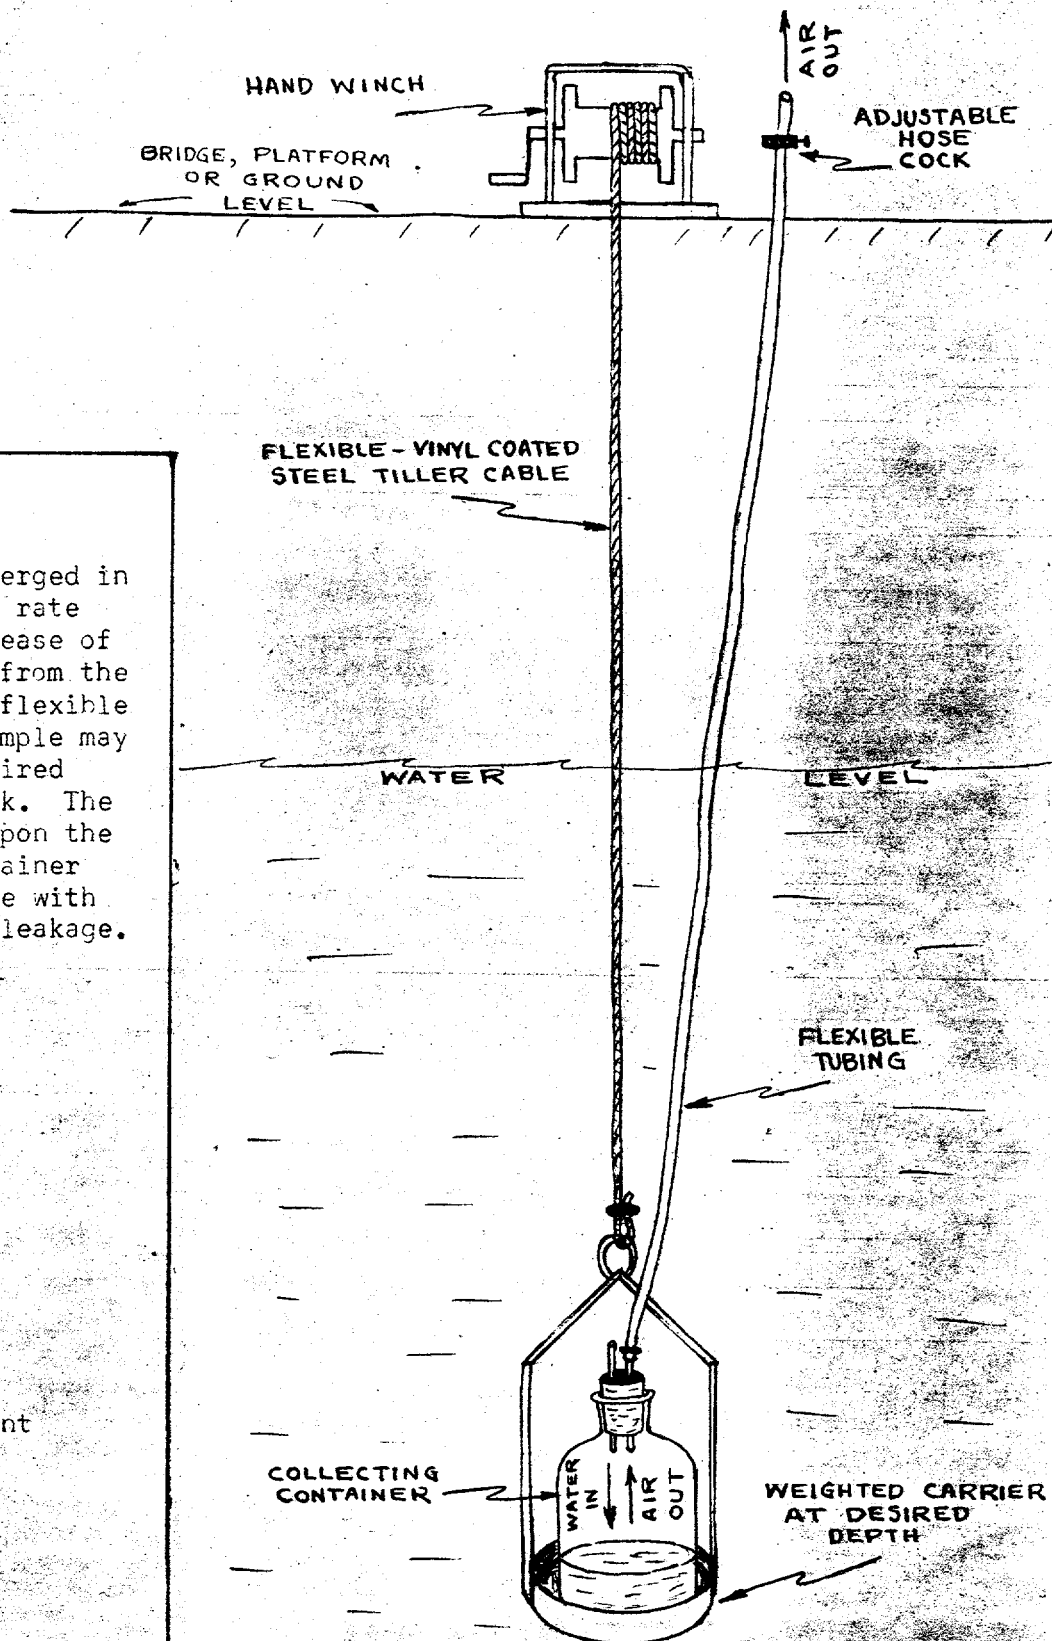 AIR
OUT
HAND WINCH
ADJUSTABLE
HOSE
COCK
BRIDGE, PLATFORM
OR GROUND
LEVEL
FLEXIBLE - VINYL COATED
STEEL TILLER CABLE
erged in
rate
ease of
from the
flexible
mple may
ired
k. The
pon the
ainer
e with
leakage.
WATER LEVEL
FLEXIBLE
TUBING
nt
COLLECTING
CONTAINER
WATER
IN
AIR
OUT
WEIGHTED CARRIER
AT DESIRED
DEPTH